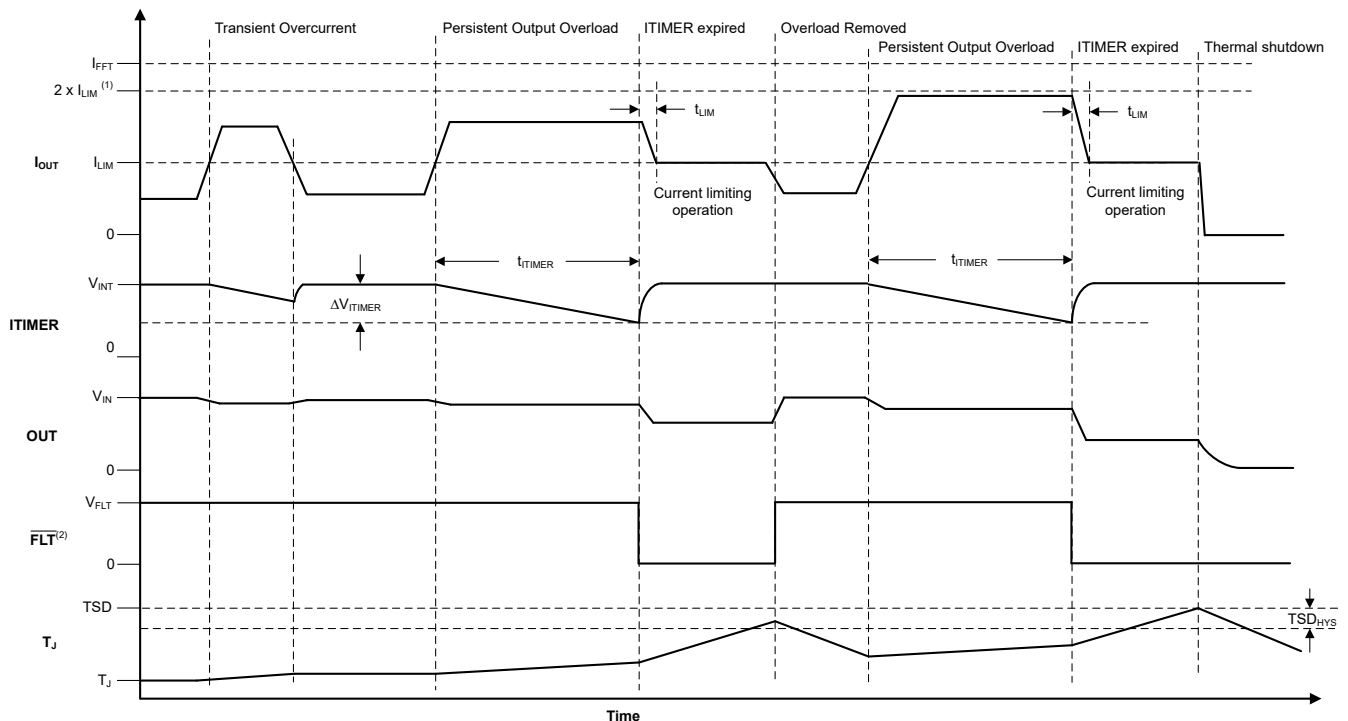 Transient Overcurrent
Persistent Output Overload
ITIMER expired
Overload Removed
Persistent Output Overload
ITIMER expired
Thermal shutdown
I_FFT
2 x I_LIM (1)
t_LIM
t_LIM
I_OUT
I_LIM
Current limiting
operation
Current limiting
operation
0
t_ITIMER
t_ITIMER
V_INT
ΔV_ITIMER
ITIMER
0
V_IN
OUT
0
V_FLT
FLT(2)
0
TSD
TSD_HYS
T_J
T_J
Time